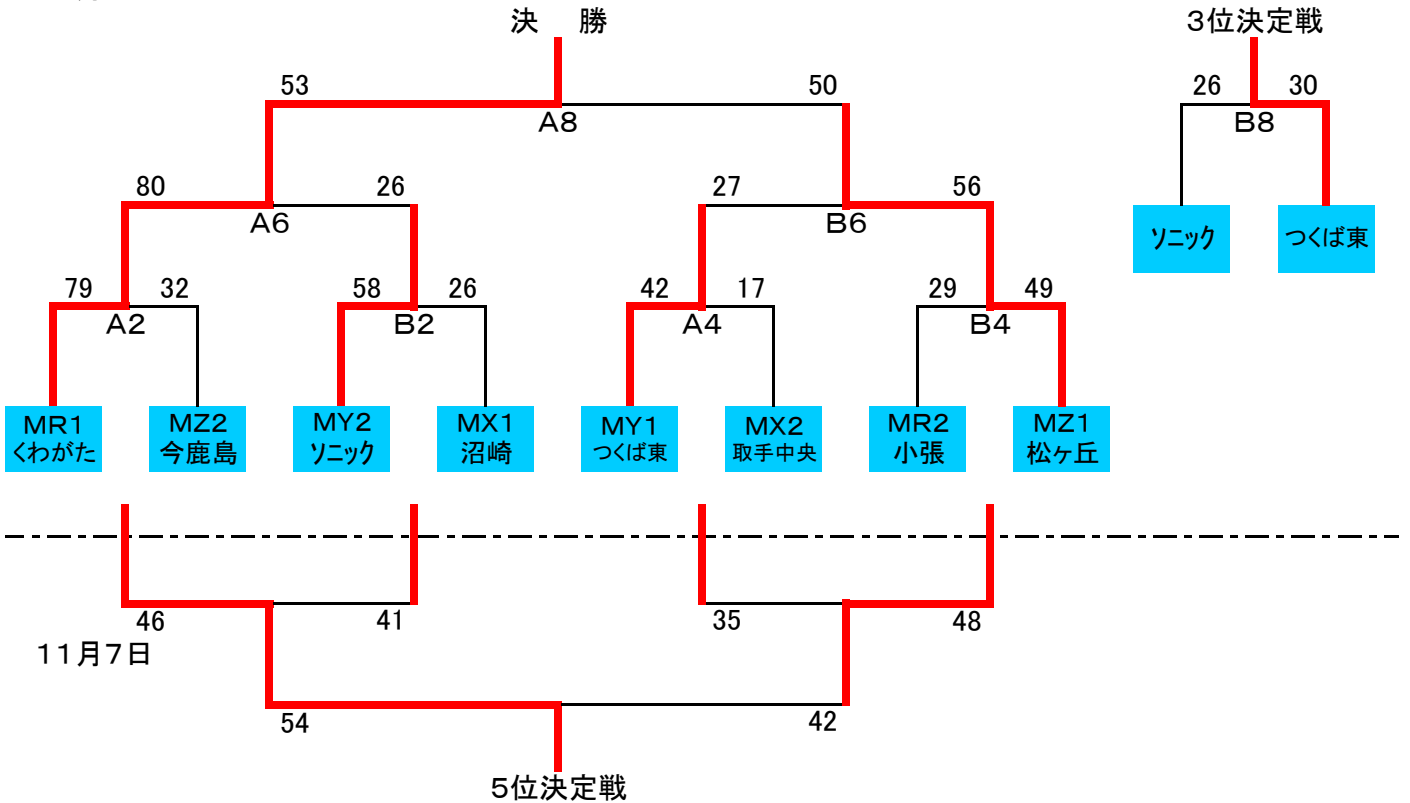 決 勝
3位決定戦
53
50
26
30
A8
B8
80
26
27
56
A6
B6
ソニック
つくば東
79
32
58
26
42
17
29
49
A2
B2
A4
B4
MR1
くわがた
MZ2
今鹿島
MY2
ソニック
MX1
沼崎
MY1
つくば東
MX2
取手中央
MR2
小張
MZ1
松ヶ丘
46
41
35
48
11月7日
54
42
5位決定戦